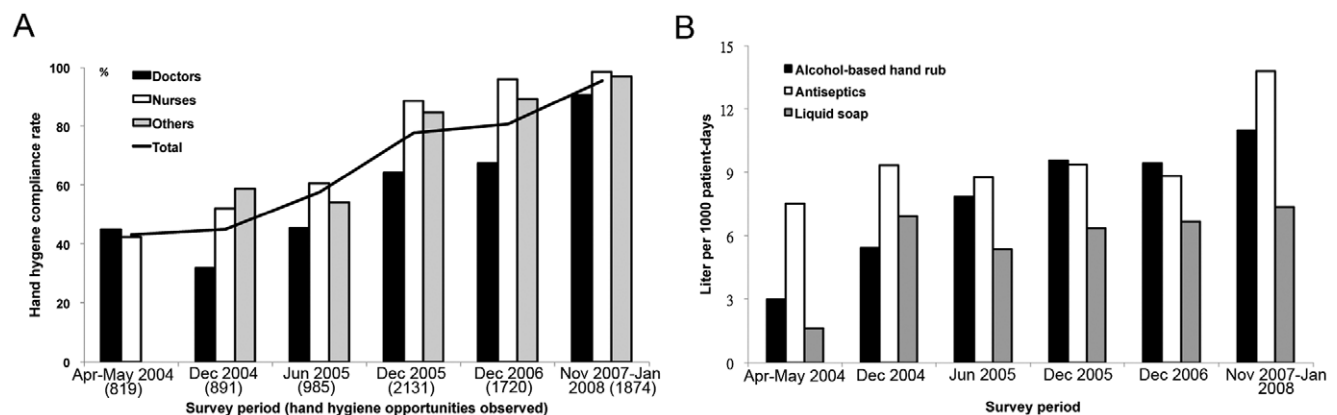 A
%
Doctors
Nurses
Others
Total
Hand hygene compliance rate
100
80
60
40
20
0
Apr-May 2004
(819)
Dec 2004
(891)
Jun 2005
(985)
Dec 2005
(2131)
Dec 2006
(1720)
Nov 2007-Jan
2008 (1874)
Survey period (hand hygiene opportunities observed)
B
Alcohol-based hand rub
Antiseptics
Liquid soap
Liter per 1000 patient-days
15
12
9
6
3
0
Apr-May 2004
Dec 2004
Jun 2005
Dec 2005
Dec 2006
Nov 2007-Jan
2008
Survey period